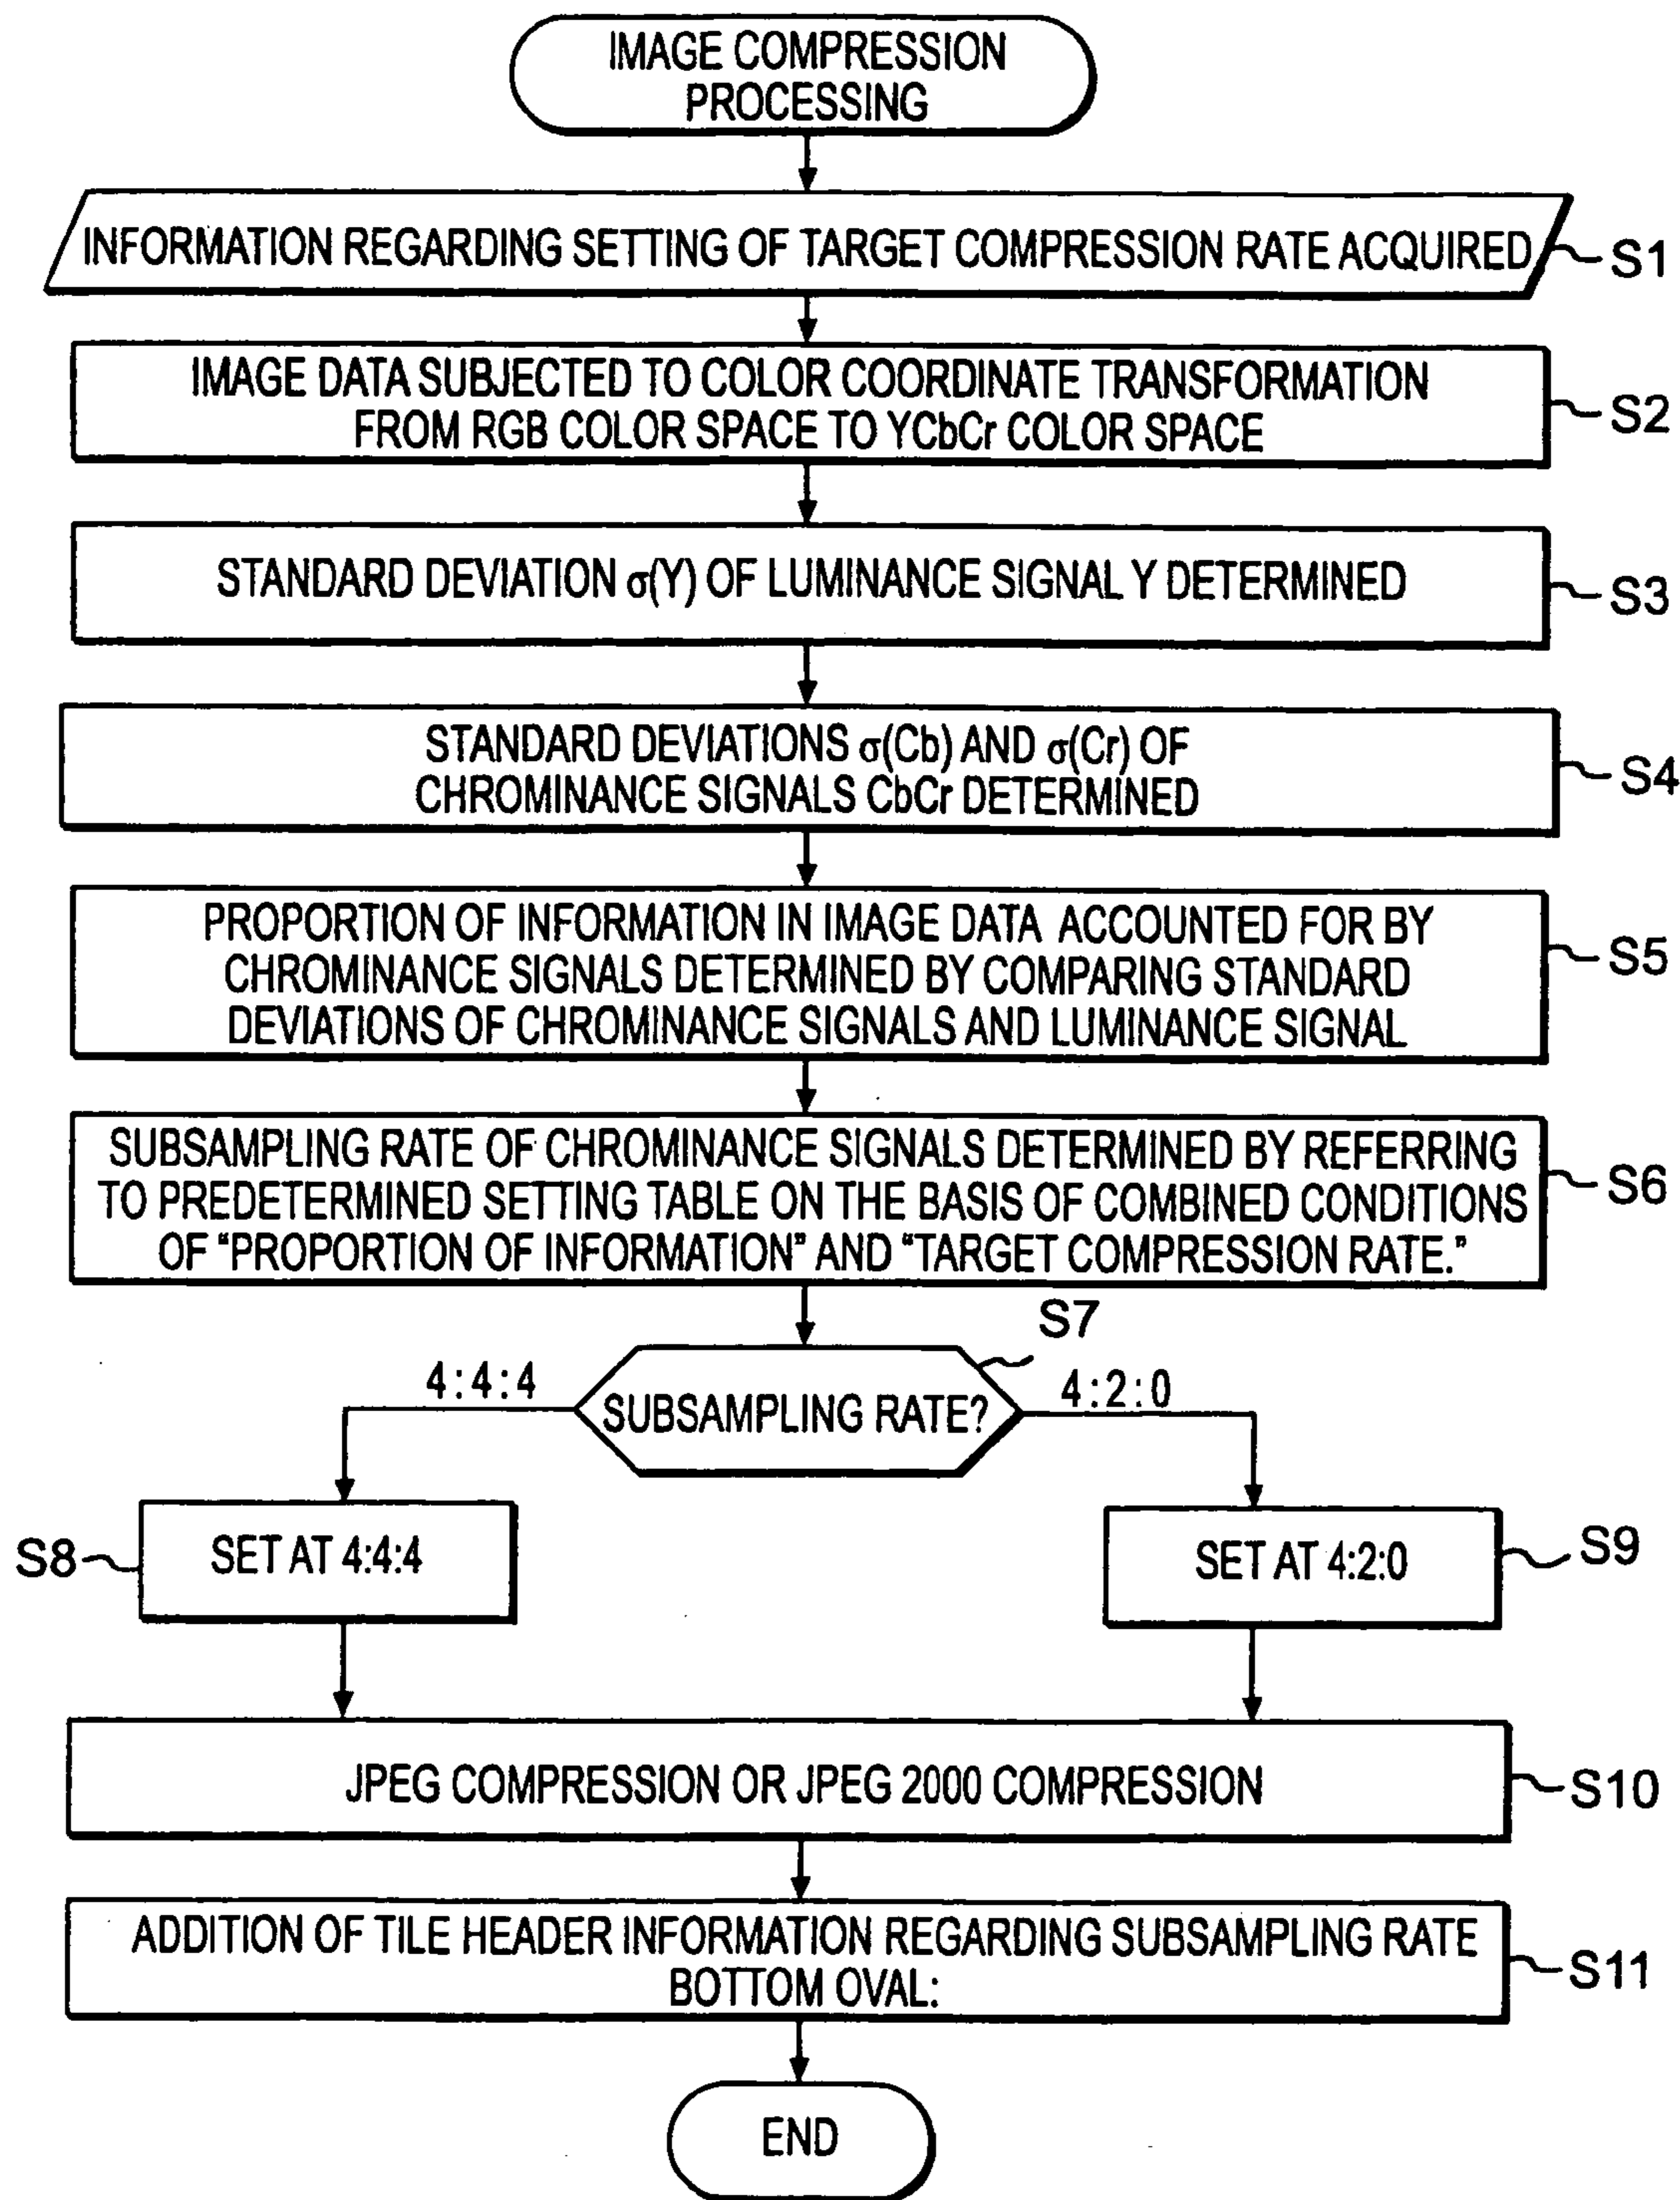 IMAGE COMPRESSION
PROCESSING
INFORMATION REGARDING SETTING OF TARGET COMPRESSION RATE ACQUIRED
S1
IMAGE DATA SUBJECTED TO COLOR COORDINATE TRANSFORMATION
FROM RGB COLOR SPACE TO YCbCr COLOR SPACE
S2
STANDARD DEVIATION σ(Y) OF LUMINANCE SIGNAL Y DETERMINED
S3
STANDARD DEVIATIONS σ(Cb) AND σ(Cr) OF
CHROMINANCE SIGNALS CbCr DETERMINED
S4
PROPORTION OF INFORMATION IN IMAGE DATA ACCOUNTED FOR BY
CHROMINANCE SIGNALS DETERMINED BY COMPARING STANDARD
DEVIATIONS OF CHROMINANCE SIGNALS AND LUMINANCE SIGNAL
S5
SUBSAMPLING RATE OF CHROMINANCE SIGNALS DETERMINED BY REFERRING
TO PREDETERMINED SETTING TABLE ON THE BASIS OF COMBINED CONDITIONS
OF “PROPORTION OF INFORMATION” AND “TARGET COMPRESSION RATE.”
S6
S7
4:4:4
SUBSAMPLING RATE?
4:2:0
S8
SET AT 4:4:4
SET AT 4:2:0
S9
JPEG COMPRESSION OR JPEG 2000 COMPRESSION
S10
ADDITION OF TILE HEADER INFORMATION REGARDING SUBSAMPLING RATE
BOTTOM OVAL:
S11
END